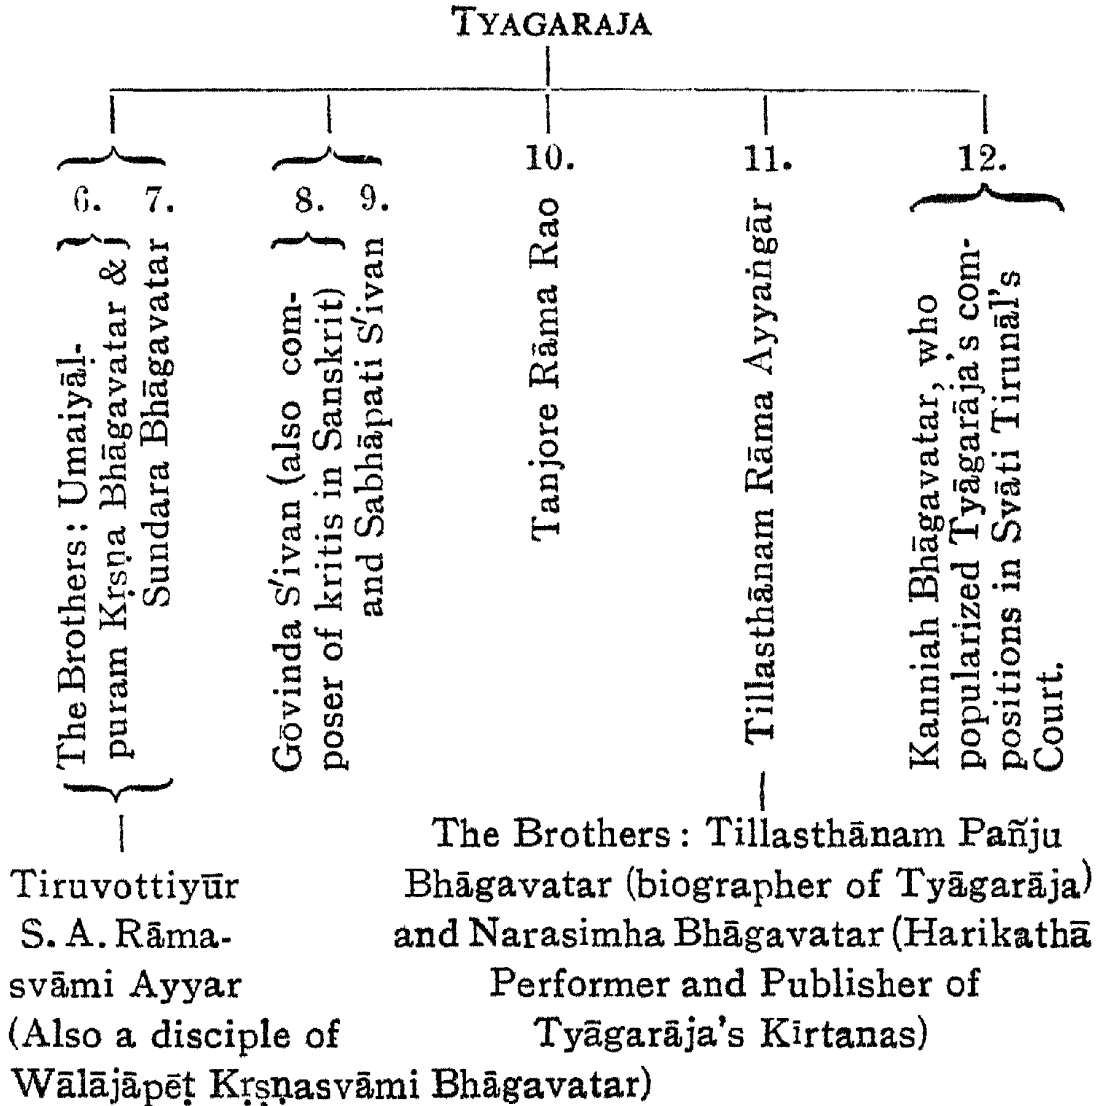 TYAGARAJA
6. 7.
The Brothers: Umaiyāḷ-
puram Kṛsṇa Bhāgavatar &
Sundara Bhāgavatar
8. 9.
Gōvinda S'ivan (also com-
poser of kritis in Sanskrit)
and Sabhāpati S'ivan
10.
Tanjore Rāma Rao
11.
Tillasthānam Rāma Ayyaṅgār
12.
Kanniah Bhāgavatar, who
popularized Tyāgarāja's com-
positions in Svāti Tirunāl's
Court.
Tiruvottiyūr
S. A. Rāma-
svāmi Ayyar
(Also a disciple of
Wālājāpēṭ Kṛṣṇasvāmi Bhāgavatar)
The Brothers: Tillasthānam Pañju
Bhāgavatar (biographer of Tyāgarāja)
and Narasimha Bhāgavatar (Harikathā
Performer and Publisher of
Tyāgarāja's Kīrtanas)